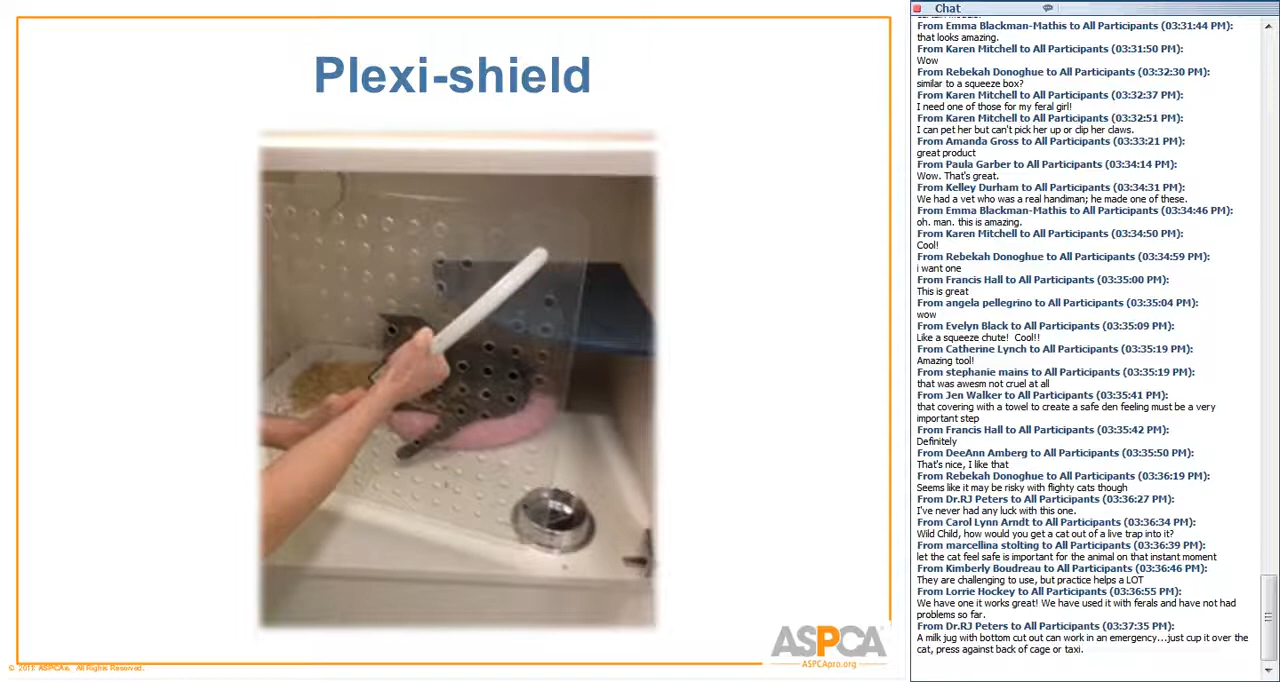 Plexi-shield
ASPCA
ASPCApro.org
All Rights Reserved.
Chat
From Emma Blackman-Mathis to All Participants (03:31:44 PM):
that looks amazing.
From Karen Mitchell to All Participants (03:31:50 PM):
Wow
From Rebekah Donoghue to All Participants (03:32:30 PM):
similar to a squeeze box?
From Karen Mitchell to All Participants (03:32:37 PM):
I need one of those for my feral girl!
From Karen Mitchell to All Participants (03:32:51 PM):
I can pet her but can't pick her up or clip her claws.
From Amanda Gross to All Participants (03:33:21 PM):
great product
From Paula Garber to All Participants (03:34:14 PM):
Wow. That's great.
From Kelley Durham to All Participants (03:34:31 PM):
We had a vet who was a real handiman; he made one of these.
From Emma Blackman-Mathis to All Participants (03:34:46 PM):
oh. man. this is amazing.
From Karen Mitchell to All Participants (03:34:50 PM):
Cool!
From Rebekah Donoghue to All Participants (03:34:59 PM):
i want one
From Francis Hall to All Participants (03:35:00 PM):
This is great
From angela pellegrino to All Participants (03:35:04 PM):
wow
From Evelyn Black to All Participants (03:35:09 PM):
Like a squeeze chute!  Cool!!
From Catherine Lynch to All Participants (03:35:19 PM):
Amazing tool!
From stephanie mains to All Participants (03:35:19 PM):
that was awesm not cruel at all
From Jen Walker to All Participants (03:35:41 PM):
that covering with a towel to create a safe den feeling must be a very
important step
From Francis Hall to All Participants (03:35:42 PM):
Definitely
From DeeAnn Amberg to All Participants (03:35:50 PM):
That's nice, I like that
From Rebekah Donoghue to All Participants (03:36:19 PM):
Seems like it may be risky with flighty cats though
From Dr.RJ Peters to All Participants (03:36:27 PM):
I've never had any luck with this one.
From Carol Lynn Arndt to All Participants (03:36:34 PM):
Wild Child, how would you get a cat out of a live trap into it?
From marcellina stolting to All Participants (03:36:39 PM):
let the cat feel safe is important for the animal on that instant moment
From Kimberly Boudreau to All Participants (03:36:46 PM):
They are challenging to use, but practice helps a LOT
From Lorrie Hockey to All Participants (03:36:55 PM):
We have one it works great! We have used it with ferals and have not had
problems so far.
From Dr.RJ Peters to All Participants (03:37:35 PM):
A milk jug with bottom cut out can work in an emergency...just cup it over the
cat, press against back of cage or taxi.